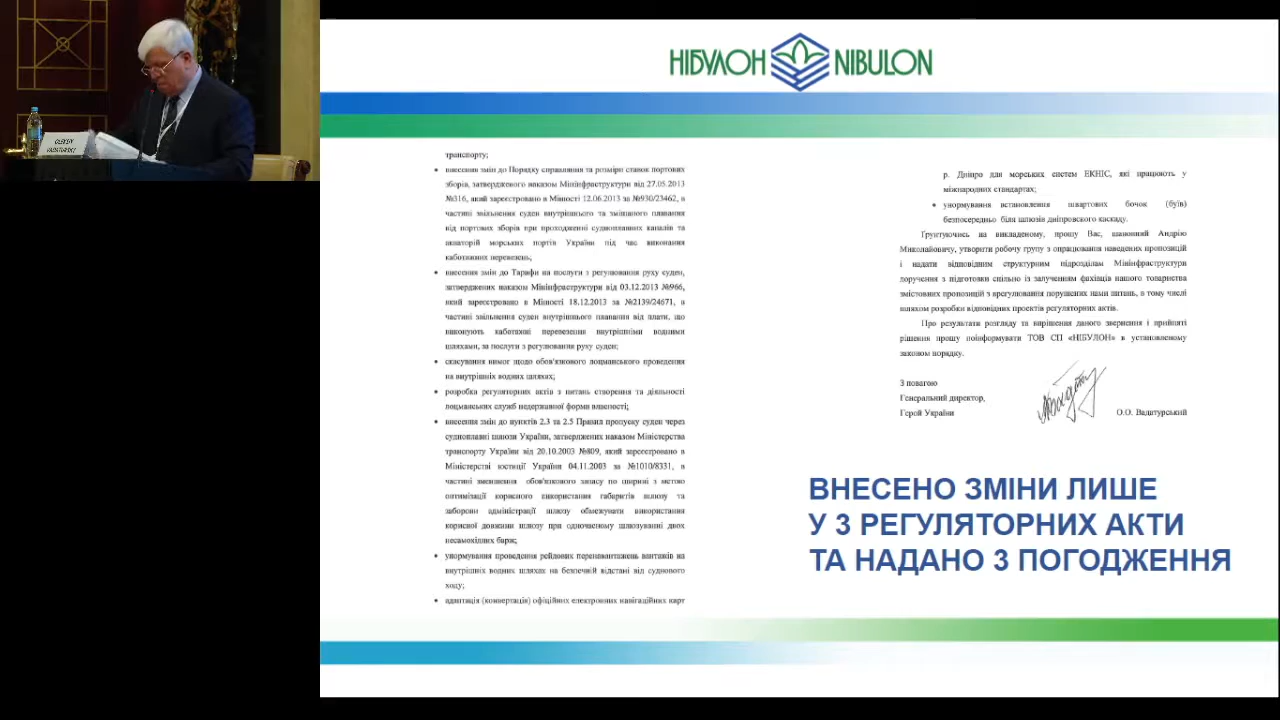 OLEKSIY
VADATURSKY
НІБУЛОН NIBULON
транспорту;
• внесення змін до Порядку справляння та розміри ставок портових
зборів, затвердженого наказом Мінінфраструктури від 27.05.2013
№316, який зареєстровано в Мінюсті 12.06.2013 за №930/23462, в
частині звільнення суден внутрішнього та змішаного плавання
від портових зборів при проходженні судноплавних каналів та
акваторій морських портів України під час виконання
каботажних перевезень;
• внесення змін до Тарифи на послуги з регулювання руху суден,
затверджених наказом Мінінфраструктури від 03.12.2013 №966,
який зареєстровано в Мінюсті 18.12.2013 за №2139/24671, в
частині звільнення суден внутрішнього плавання від плати, що
виконують каботажні перевезення внутрішніми водними
шляхами, за послуги з регулювання руху суден;
• скасування вимог щодо обов'язкового лоцманського проведення
на внутрішніх водних шляхах;
• розробка регуляторних актів з питань створення та діяльності
лоцманських служб недержавної форми власності;
• внесення змін до пунктів 2.3 та 2.5 Правил пропуску суден через
судноплавні шлюзи України, затверджених наказом Міністерства
транспорту України від 20.10.2003 №809, який зареєстровано в
Міністерстві юстиції України 04.11.2003 за №1010/8331, в
частині зменшення обов'язкового запасу по ширині з метою
оптимізації корисного використання габаритів шлюзу та
заборони адміністрації шлюзу обмежувати використання
корисної довжини шлюзу при одночасному шлюзуванні двох
несамохідних барж;
• унормування проведення рейдових перевантажень вантажів на
внутрішніх водних шляхах на безпечній відстані від суднового
ходу;
• адаптація (конвертація) офіційних електронних навігаційних карт
р. Дніпро для морських систем ЕКНІС, які працюють у
міжнародних стандартах;
• унормування встановлення швартових бочок (буїв)
безпосередньо біля шлюзів дніпровського каскаду.
Ґрунтуючись на викладеному, прошу Вас, шановний Андрію
Миколайовичу, утворити робочу групу з опрацювання наведених пропозицій
і надати відповідним структурним підрозділам Мінінфраструктури
доручення з підготовки спільно із залученням фахівців нашого товариства
змістовних пропозицій з врегулювання порушених нами питань, в тому числі
шляхом розробки відповідних проектів регуляторних актів.
Про результати розгляду та вирішення даного звернення і прийняті
рішення прошу поінформувати ТОВ СП «НІБУЛОН» в установленому
законом порядку.
З повагою
Генеральний директор,
Герой України О.О. Вадатурський
ВНЕСЕНО ЗМІНИ ЛИШЕ
У 3 РЕГУЛЯТОРНИХ АКТИ
ТА НАДАНО 3 ПОГОДЖЕННЯ